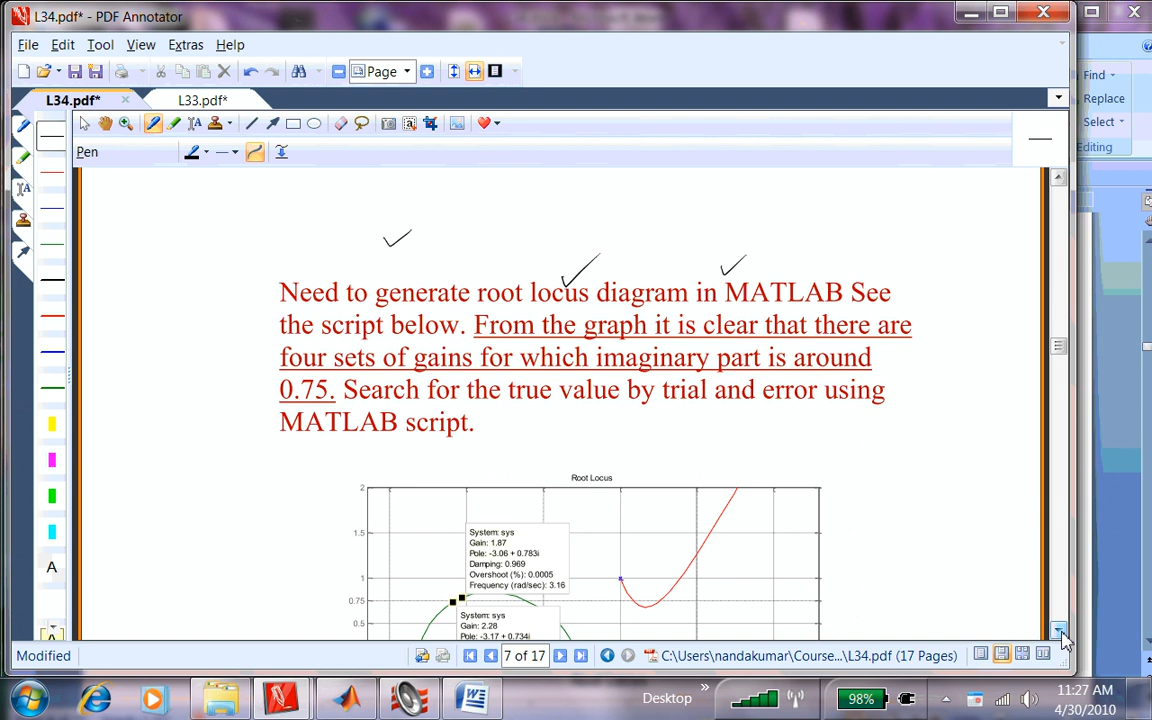 L34.pdf* - PDF Annotator
File Edit Tool View Extras Help
Page
Find
Replace
Select
Editing
L34.pdf* L33.pdf*
Pen
Need to generate root locus diagram in MATLAB See
the script below. From the graph it is clear that there are
four sets of gains for which imaginary part is around
0.75. Search for the true value by trial and error using
MATLAB script.
Root Locus
2
1.5
1
0.75
0.5
System: sys
Gain: 1.87
Pole: -3.06 + 0.783i
Damping: 0.969
Overshoot (%): 0.0005
Frequency (rad/sec): 3.16
System: sys
Gain: 2.28
Pole: -3.17 + 0.734i
A
Modified
7 of 17
C:\Users\nandakumar\Course...\L34.pdf (17 Pages)
Desktop
98%
11:27 AM
4/30/2010